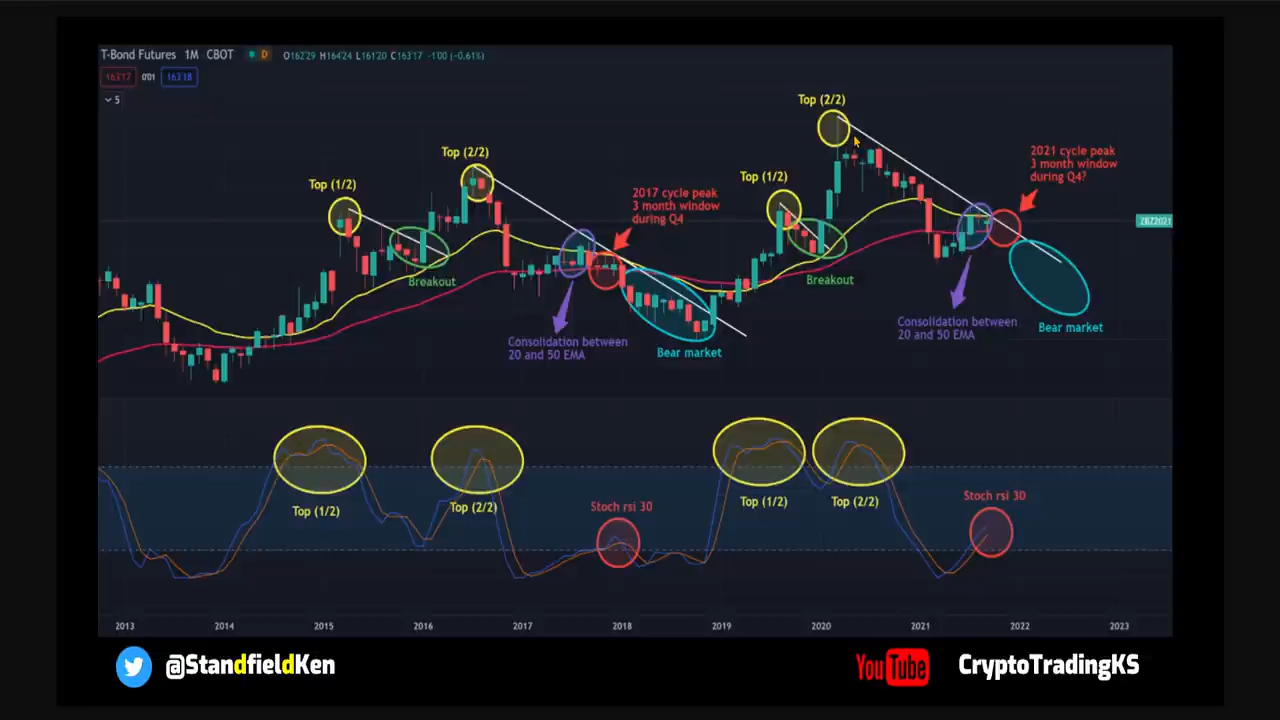 T-Bond Futures 1M CBOT D O162'29 H164'24 L161'20 C163'17 -1'00 (-0.61%)
163'17 0'01 163'18
5
Top (2/2)
Top (2/2)
2021 cycle peak
3 month window
during Q4?
Top (1/2)
Top (1/2)
2017 cycle peak
3 month window
during Q4
ZBZ2021
Breakout
Breakout
Consolidation between
20 and 50 EMA
Bear market
Consolidation between
20 and 50 EMA
Bear market
Top (1/2)
Top (2/2)
Stoch rsi 30
Top (1/2)
Top (2/2)
Stoch rsi 30
2013 2014 2015 2016 2017 2018 2019 2020 2021 2022 2023
@StandfieldKen
YouTube CryptoTradingKS